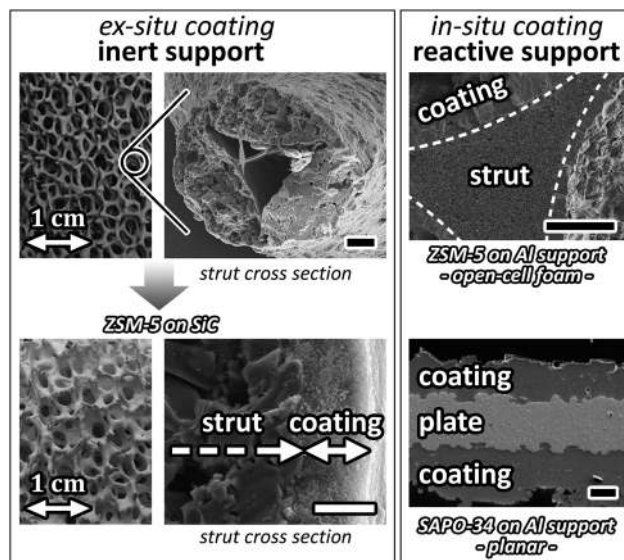 ex-situ coating
inert support
1 cm
strut cross section
ZSM-5 on SiC
1 cm
strut coating
strut cross section
in-situ coating
reactive support
coating
strut
ZSM-5 on Al support
- open-cell foam -
coating
plate
coating
SAPO-34 on Al support
- planar -